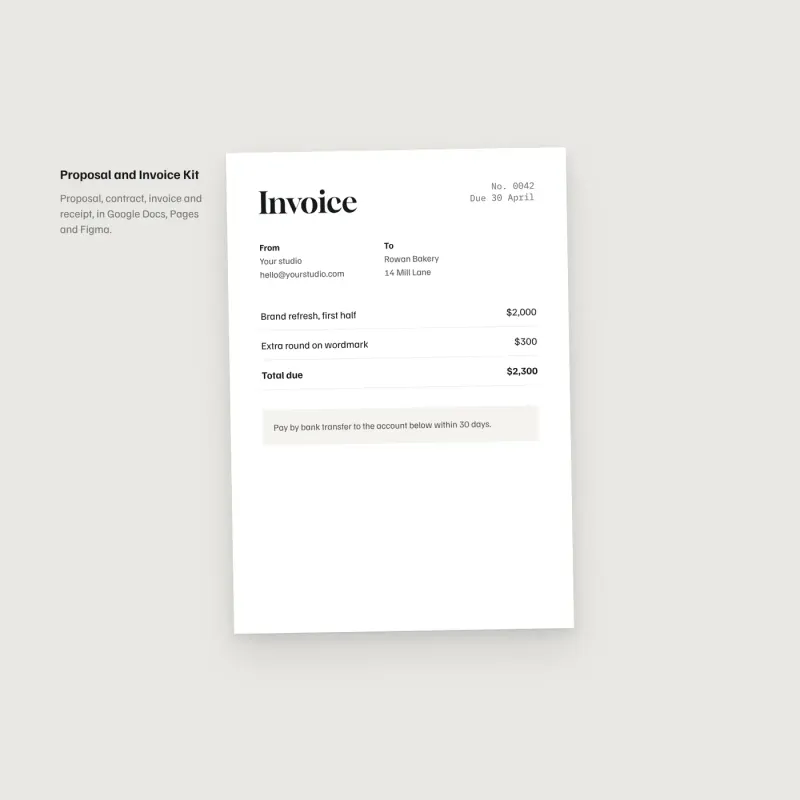 Proposal and Invoice Kit
Proposal, contract, invoice and
receipt, in Google Docs, Pages
and Figma.
Invoice
No. 0042
Due 30 April
From
Your studio
hello@yourstudio.com
To
Rowan Bakery
14 Mill Lane
Brand refresh, first half $2,000
Extra round on wordmark $300
Total due $2,300
Pay by bank transfer to the account below within 30 days.